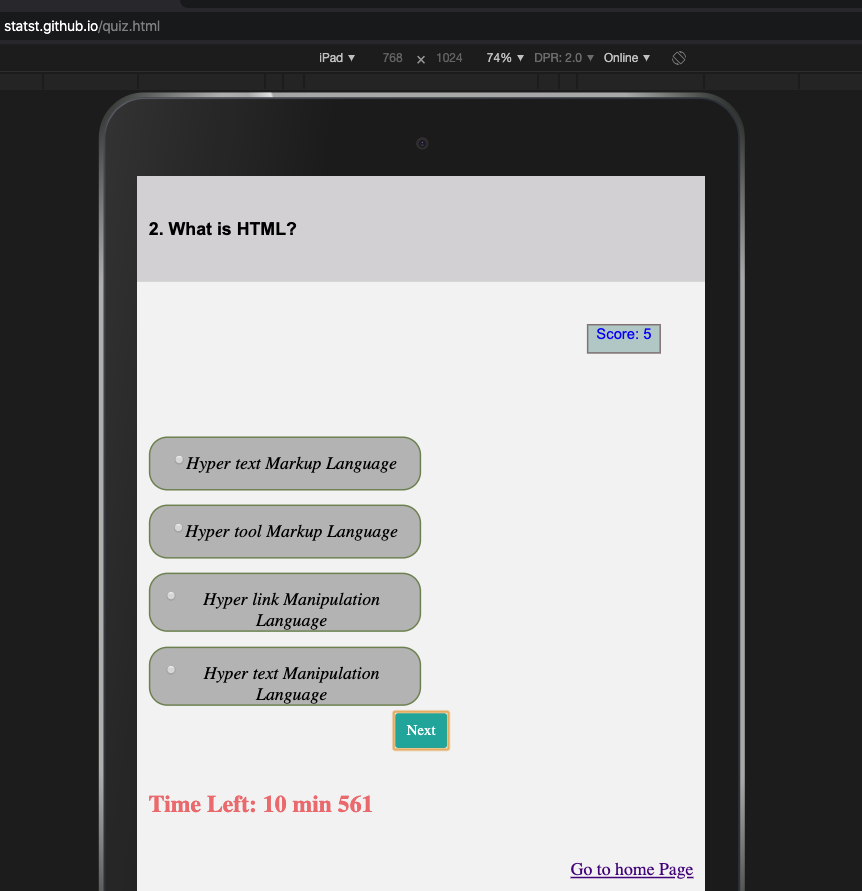 statst.github.io/quiz.html
iPad ▼ 768 × 1024 74% ▼ DPR: 2.0 ▼ Online ▼
2. What is HTML?
Score: 5
Hyper text Markup Language
Hyper tool Markup Language
Hyper link Manipulation
Language
Hyper text Manipulation
Language
Next
Time Left: 10 min 561
Go to home Page